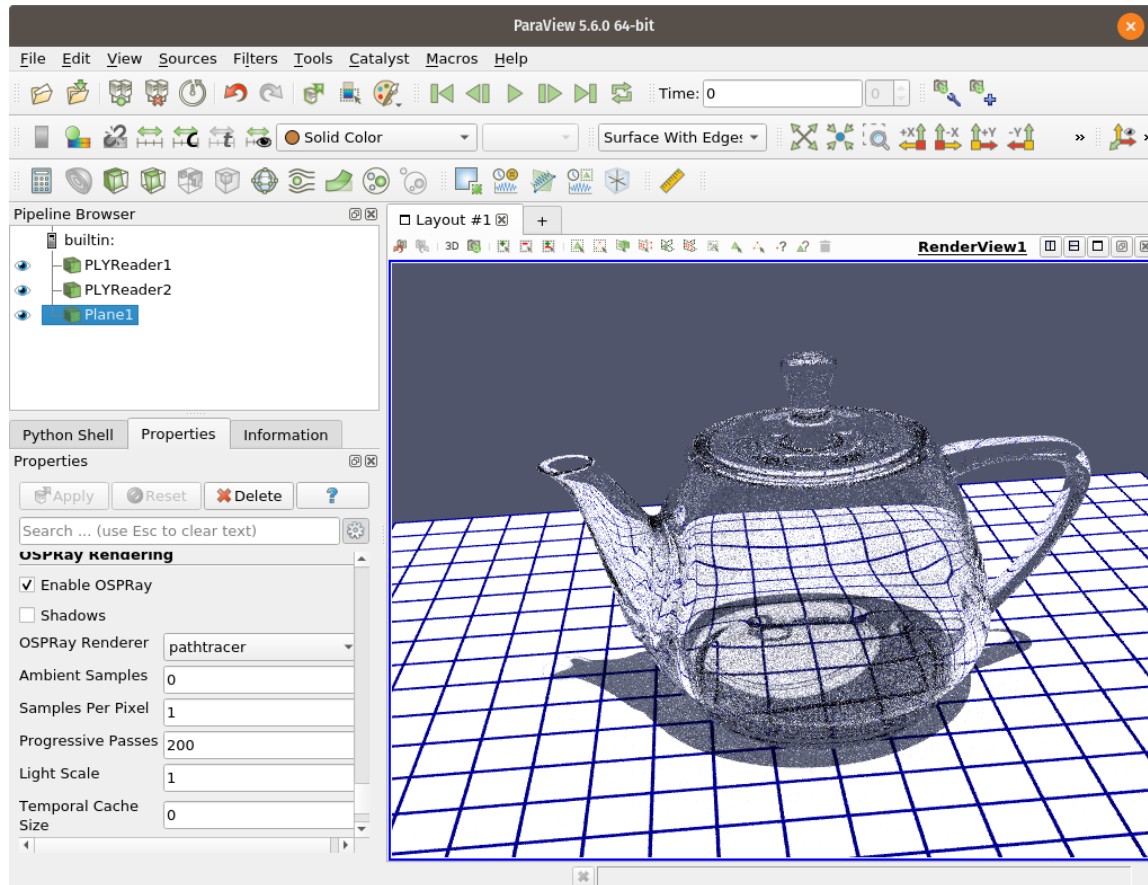 ParaView 5.6.0 64-bit
File Edit View Sources Filters Tools Catalyst Macros Help
Time: 0 0
Solid Color Surface With Edges +X -X +Y -Y »
Pipeline Browser
Layout #1 +
builtin:
3D RenderView1
PLYReader1
PLYReader2
Plane1
Python Shell Properties Information
Properties
Apply Reset Delete ?
Search ... (use Esc to clear text)
OSPRay Rendering
Enable OSPRay
Shadows
OSPRay Renderer pathtracer
Ambient Samples 0
Samples Per Pixel 1
Progressive Passes 200
Light Scale 1
Temporal Cache
Size 0